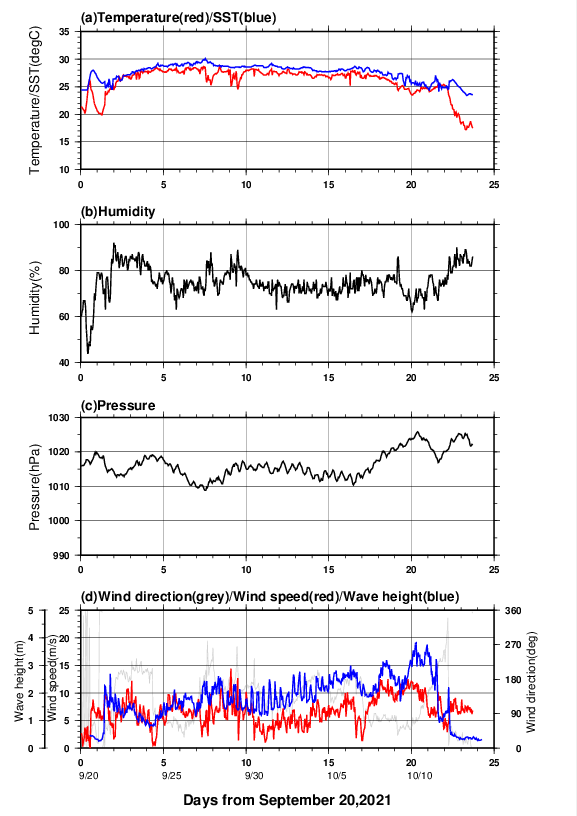 (a)Temperature(red)/SST(blue)
Temperature/SST(degC)
35
30
25
20
15
10
0 5 10 15 20 25
(b)Humidity
Humidity(%)
100
80
60
40
0 5 10 15 20 25
(c)Pressure
Pressure(hPa)
1030
1020
1010
1000
990
0 5 10 15 20 25
(d)Wind direction(grey)/Wind speed(red)/Wave height(blue)
Wave height(m)
5
4
3
2
1
0
Wind speed(m/s)
25
20
15
10
5
0
Wind direction(deg)
360
270
180
90
0
0 5 10 15 20 25
9/20 9/25 9/30 10/5 10/10
Days from September 20,2021